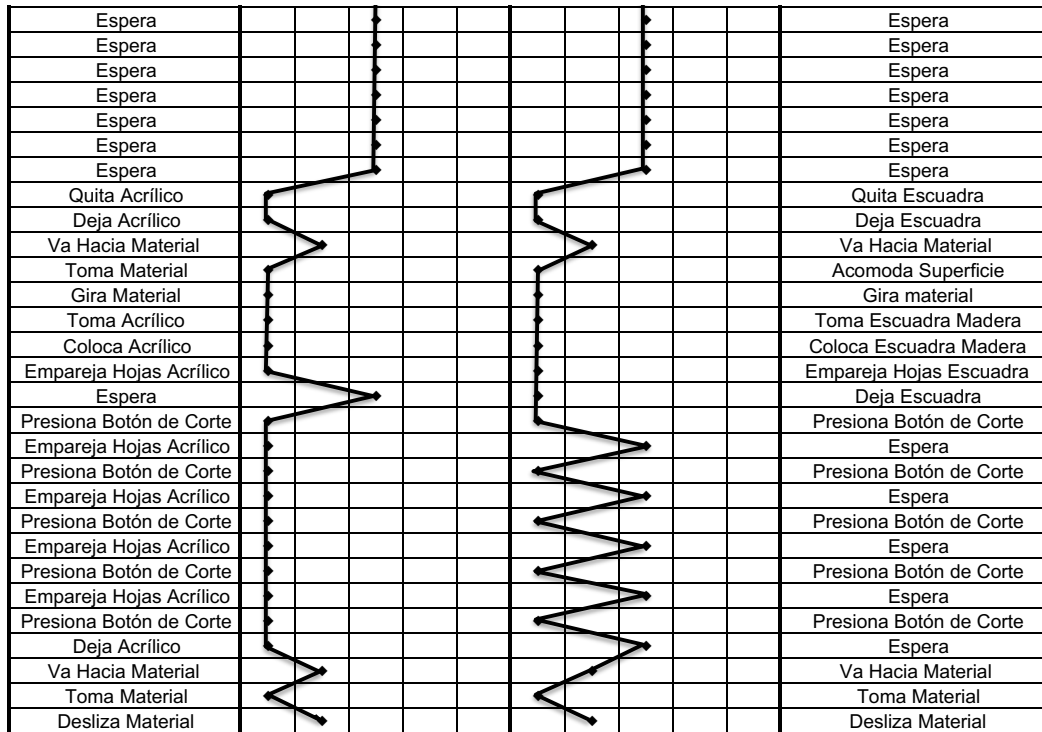 Espera Espera
Espera Espera
Espera Espera
Espera Espera
Espera Espera
Espera Espera
Espera Espera
Quita Acrílico Quita Escuadra
Deja Acrílico Deja Escuadra
Va Hacia Material Va Hacia Material
Toma Material Acomoda Superficie
Gira Material Gira material
Toma Acrílico Toma Escuadra Madera
Coloca Acrílico Coloca Escuadra Madera
Empareja Hojas Acrílico Empareja Hojas Escuadra
Espera Deja Escuadra
Presiona Botón de Corte Presiona Botón de Corte
Empareja Hojas Acrílico Espera
Presiona Botón de Corte Presiona Botón de Corte
Empareja Hojas Acrílico Espera
Presiona Botón de Corte Presiona Botón de Corte
Empareja Hojas Acrílico Espera
Presiona Botón de Corte Presiona Botón de Corte
Empareja Hojas Acrílico Espera
Presiona Botón de Corte Presiona Botón de Corte
Deja Acrílico Espera
Va Hacia Material Va Hacia Material
Toma Material Toma Material
Desliza Material Desliza Material